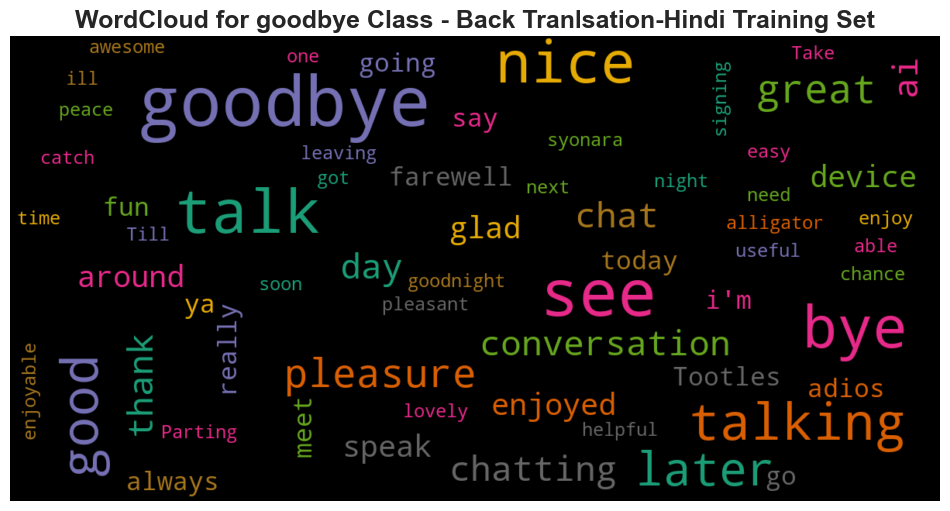 WordCloud for goodbye Class - Back Tranlsation-Hindi Training Set
awesome
one
going
nice
Take
ai
ill
goodbye
signing
great
peace
say
syonara
catch
leaving
easy
got
farewell
next
night
device
need
time
fun
Till
talk
glad
chat
alligator
enjoy
useful
able
around
soon
day
goodnight
today
chance
ya
pleasant
see
i'm
really
bye
enjoyable
good
thank
conversation
pleasure
Tootles
adios
Parting
meet
lovely
enjoyed
helpful
talking
speak
always
chatting
later
go